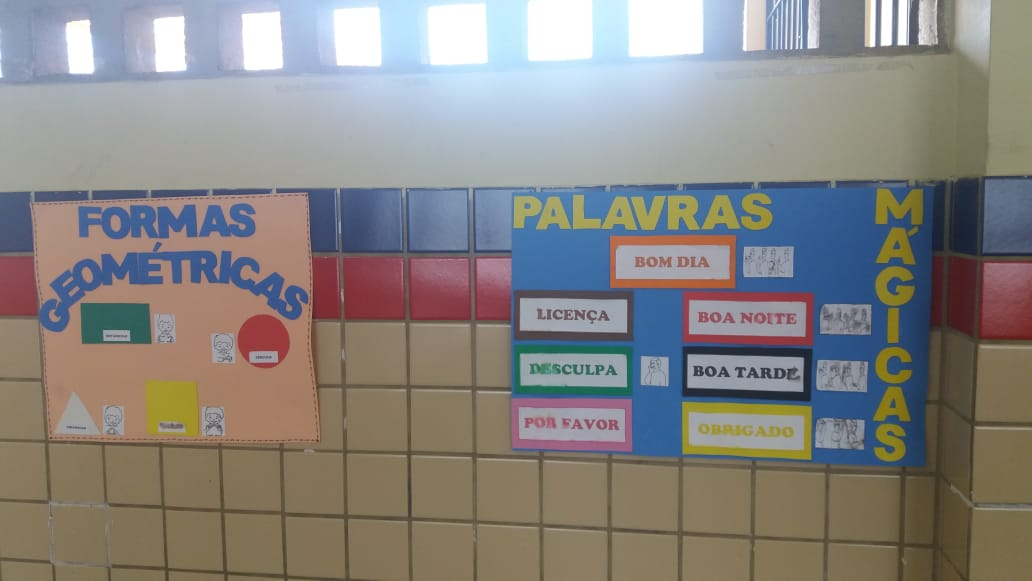 FORMAS
GEOMÉTRICAS
PALAVRAS
MÁGICAS
BOM DIA
LICENÇA
BOA NOITE
DESCULPA
BOA TARDE
POR FAVOR
OBRIGADO